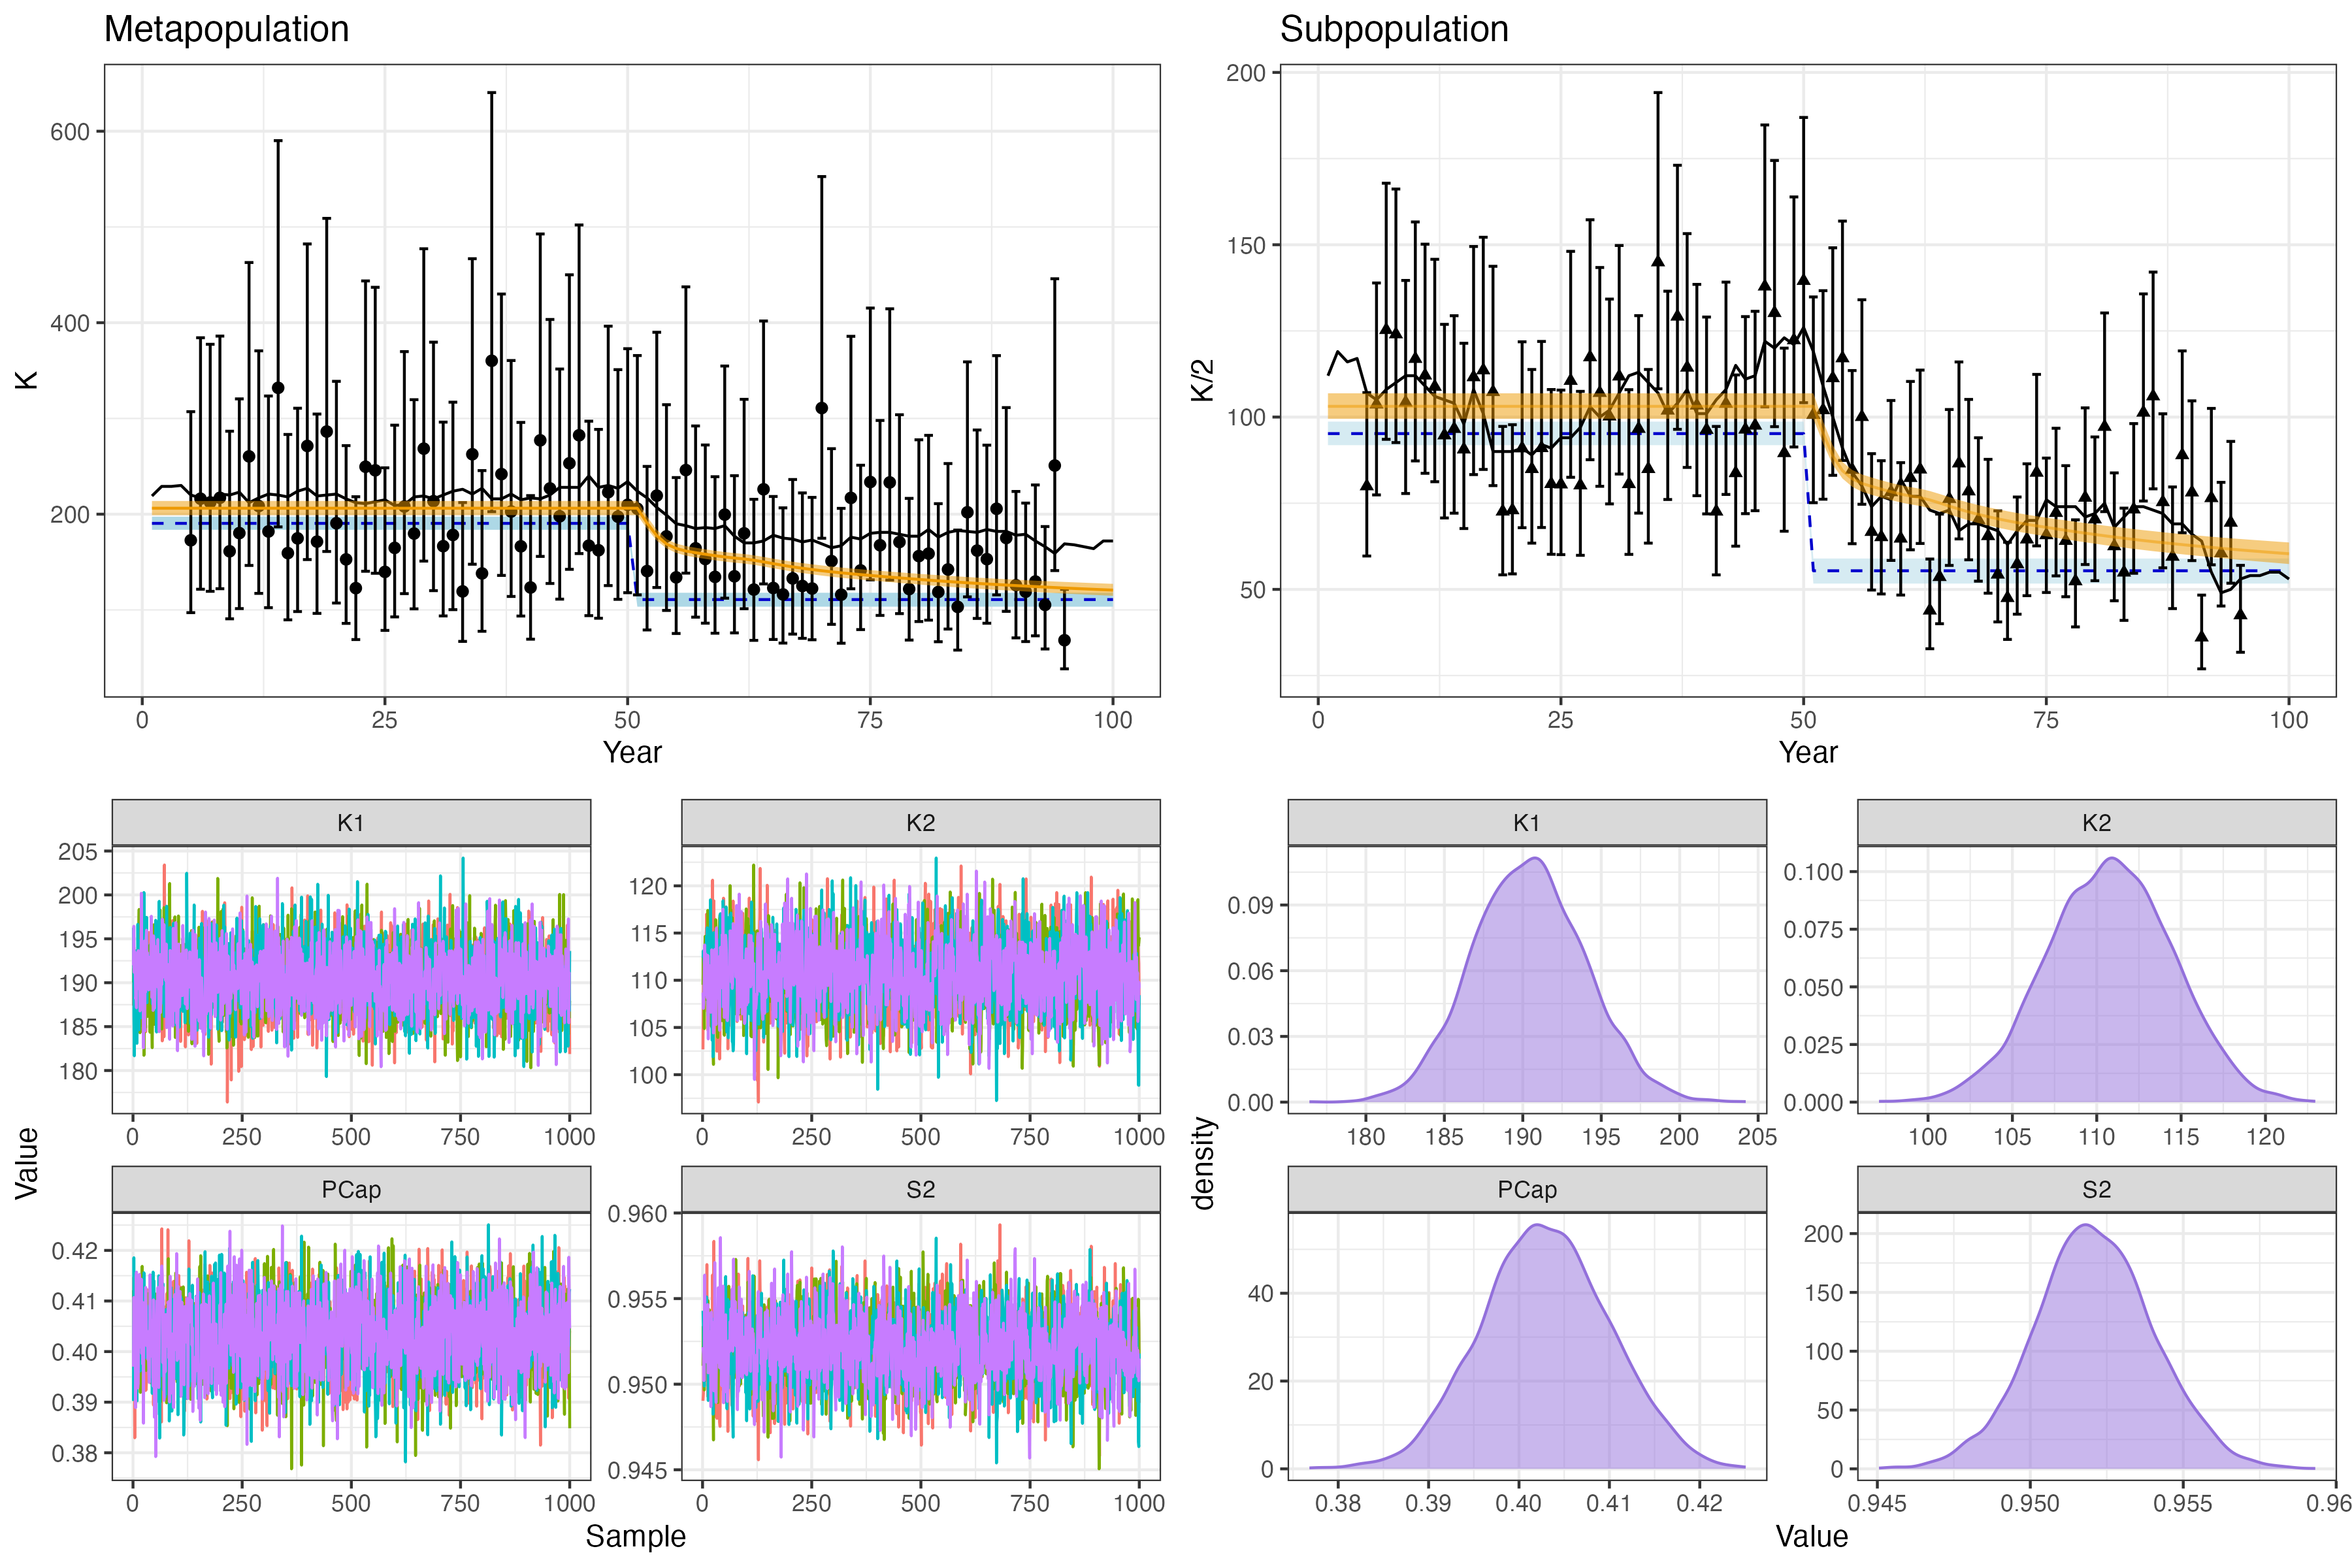 Metapopulation
Subpopulation
600
400
200
K
0 25 50 75 100
Year
200
150
100
50
K/2
0 25 50 75 100
Year
K1
K2
205
200
195
190
185
180
120
115
110
105
100
0 250 500 750 1000
0 250 500 750 1000
PCap
S2
0.42
0.41
0.40
0.39
0.38
0.960
0.955
0.950
0.945
0 250 500 750 1000
0 250 500 750 1000
Value
Sample
K1
K2
0.09
0.06
0.03
0.00
0.100
0.075
0.050
0.025
0.000
180 185 190 195 200 205
100 105 110 115 120
PCap
S2
40
20
0
200
150
100
50
0
0.38 0.39 0.40 0.41 0.42
0.945 0.950 0.955 0.96
density
Value